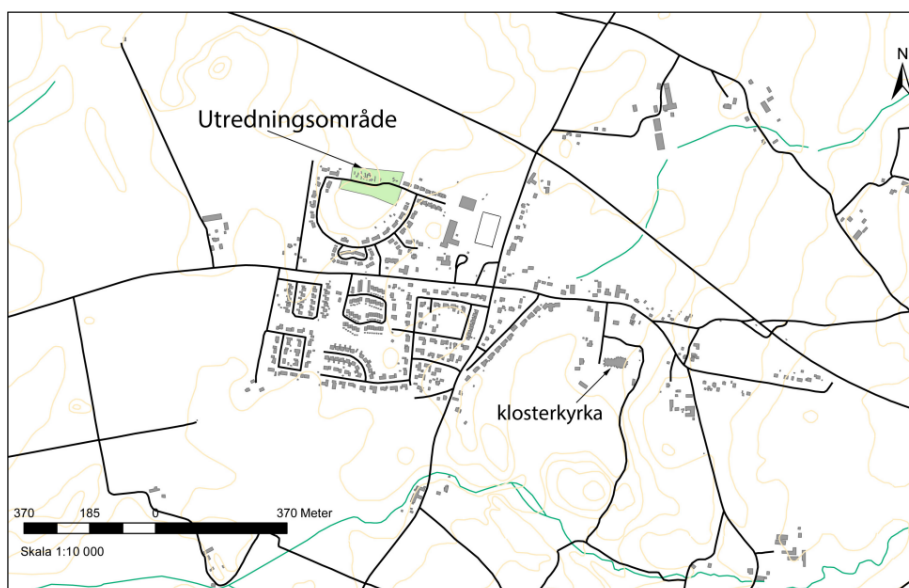 N
Utredningsområde
klosterkyrka
370 185 0 370 Meter
Skala 1:10 000